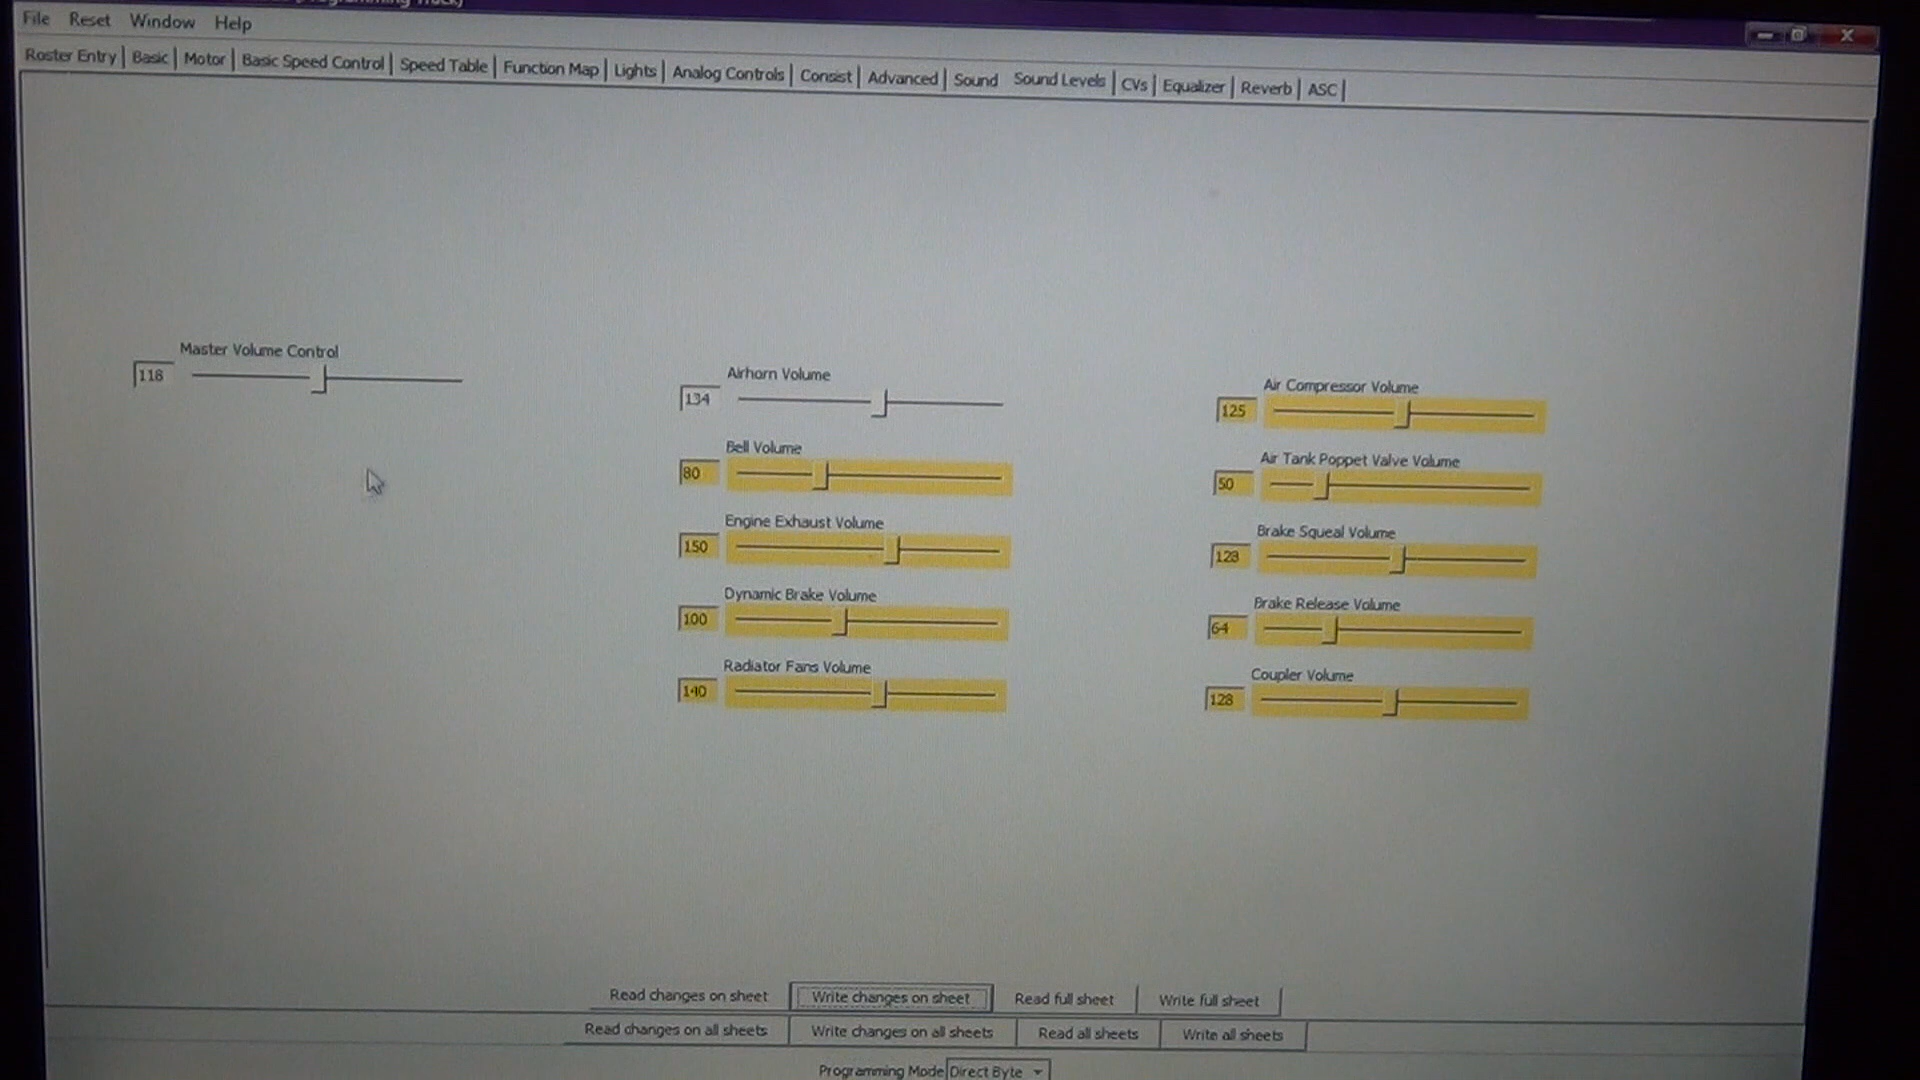 File Reset Window Help
Roster Entry Basic Motor Basic Speed Control Speed Table Function Map Lights Analog Controls Consist Advanced Sound Sound Levels CVs Equalizer Reverb ASC
Master Volume Control
118
Airhorn Volume
134
Bell Volume
80
Engine Exhaust Volume
150
Dynamic Brake Volume
100
Radiator Fans Volume
140
Air Compressor Volume
125
Air Tank Poppet Valve Volume
50
Brake Squeal Volume
128
Brake Release Volume
64
Coupler Volume
128
Read changes on sheet Write changes on sheet Read full sheet Write full sheet
Read changes on all sheets Write changes on all sheets Read all sheets Write all sheets
Programming Mode Direct Byte